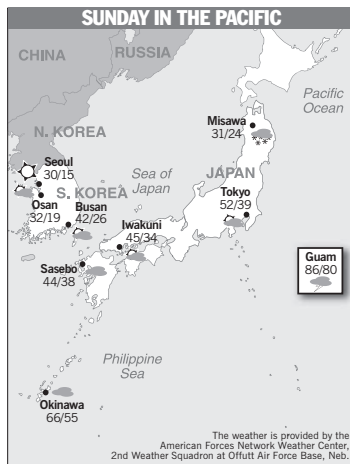 SUNDAY IN THE PACIFIC
CHINA
RUSSIA
Pacific
Ocean
Misawa
31/24
N. KOREA
Seoul
30/15
Sea of
Japan
JAPAN
S. KOREA
Osan
32/19
Busan
42/26
Tokyo
52/39
Iwakuni
45/34
Guam
86/80
Sasebo
44/38
Philippine
Sea
Okinawa
66/55
The weather is provided by the
American Forces Network Weather Center,
2nd Weather Squadron at Offutt Air Force Base, Neb.